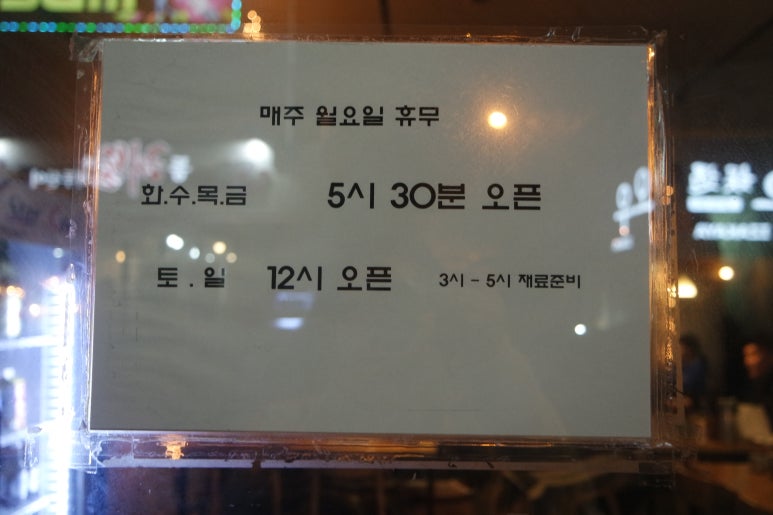 매주 월요일 휴무
화.수.목.금 5시 30분 오픈
토 . 일 12시 오픈 3시 - 5시 재료준비